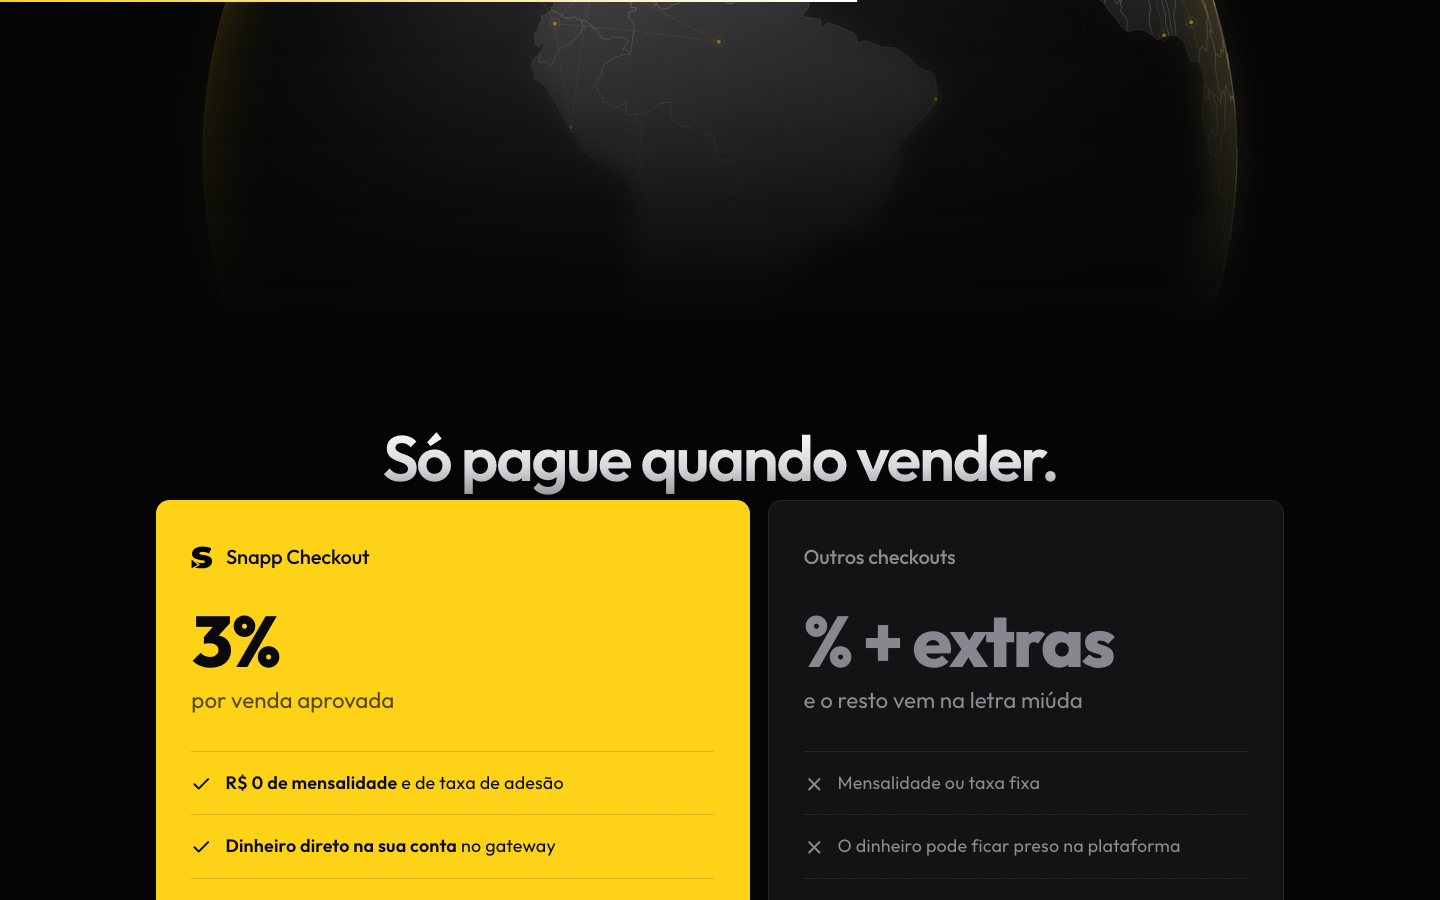 Só pague quando vender.
Snapp Checkout
3%
por venda aprovada
R$ 0 de mensalidade e de taxa de adesão
Dinheiro direto na sua conta no gateway
Outros checkouts
% + extras
e o resto vem na letra miúda
Mensalidade ou taxa fixa
O dinheiro pode ficar preso na plataforma